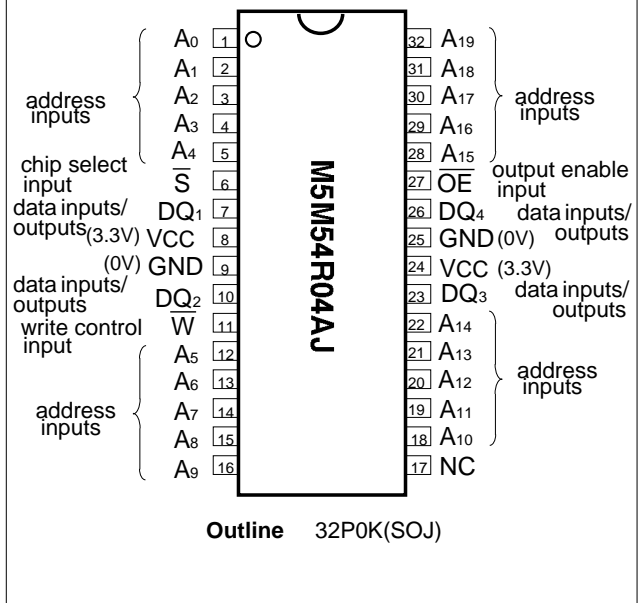 A0 1 32 A19
A1 2 31 A18
address inputs A2 3 30 A17 address inputs
A3 4 29 A16
A4 5 28 A15
chip select input S̅ 6 27 O̅E̅ output enable input
data inputs/ outputs DQ1 7 26 DQ4 data inputs/ outputs
(3.3V) VCC 8 25 GND (0V)
(0V) GND 9 24 VCC (3.3V)
data inputs/ outputs DQ2 10 23 DQ3 data inputs/ outputs
write control input W̅ 11 22 A14
A5 12 21 A13
A6 13 20 A12 address inputs
address inputs A7 14 19 A11
A8 15 18 A10
A9 16 17 NC
M5M54R04AJ
Outline 32P0K(SOJ)